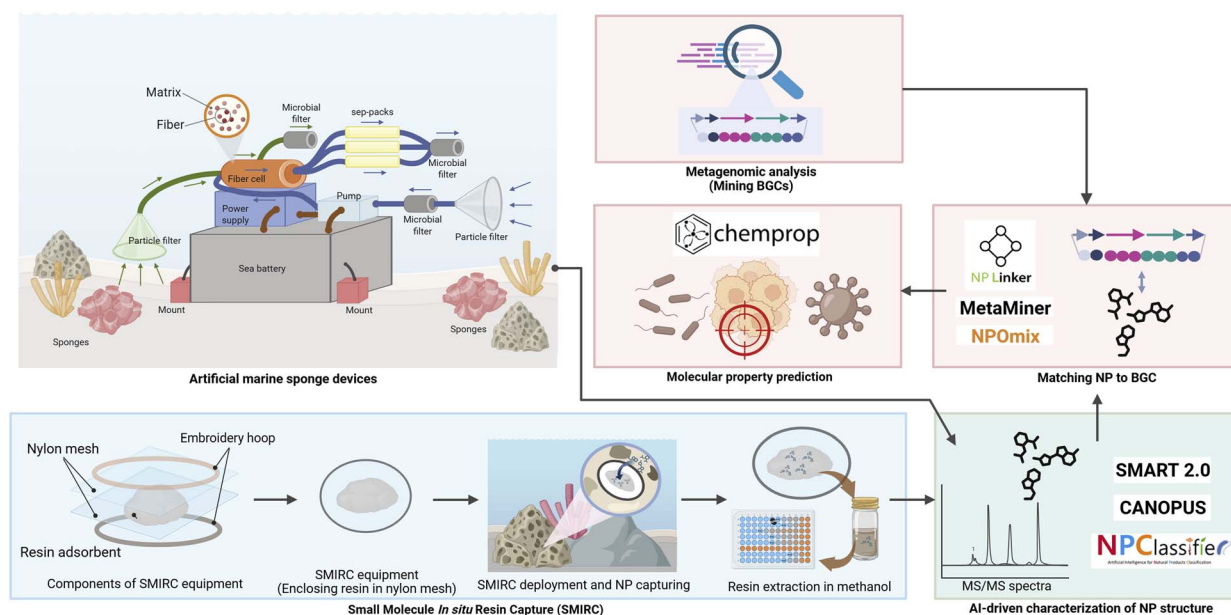 Matrix
Fiber
Microbial
filter
sep-packs
Microbial
filter
Fiber cell
Pump
Power
supply
Microbial
filter
Particle filter
Particle filter
Sea battery
Mount
Mount
Sponges
Sponges
Artificial marine sponge devices
Metagenomic analysis
(Mining BGCs)
chemprop
Molecular property prediction
NP Linker
MetaMiner
NPOmix
Matching NP to BGC
Nylon mesh
Embroidery hoop
Resin adsorbent
Components of SMIRC equipment
SMIRC equipment
(Enclosing resin in nylon mesh)
SMIRC deployment and NP capturing
Resin extraction in methanol
Small Molecule In situ Resin Capture (SMIRC)
SMART 2.0
CANOPUS
NPClassifier
Artificial Intelligence for Natural Products Classification
MS/MS spectra
AI-driven characterization of NP structure